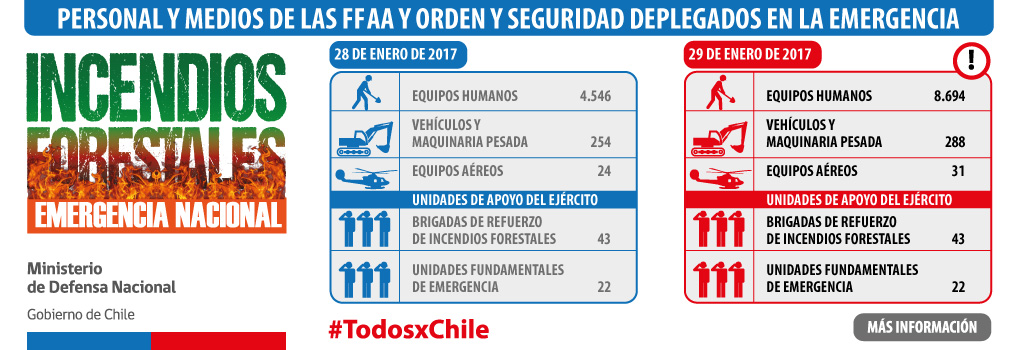 PERSONAL Y MEDIOS DE LAS FFAA Y ORDEN Y SEGURIDAD DEPLEGADOS EN LA EMERGENCIA
INCENDIOS
FORESTALES
EMERGENCIA NACIONAL
Ministerio
de Defensa Nacional
Gobierno de Chile
28 DE ENERO DE 2017
EQUIPOS HUMANOS 4.546
VEHÍCULOS Y
MAQUINARIA PESADA 254
EQUIPOS AÉREOS 24
UNIDADES DE APOYO DEL EJÉRCITO
BRIGADAS DE REFUERZO
DE INCENDIOS FORESTALES 43
UNIDADES FUNDAMENTALES
DE EMERGENCIA 22
#TodosxChile
29 DE ENERO DE 2017
!
EQUIPOS HUMANOS 8.694
VEHÍCULOS Y
MAQUINARIA PESADA 288
EQUIPOS AÉREOS 31
UNIDADES DE APOYO DEL EJÉRCITO
BRIGADAS DE REFUERZO
DE INCENDIOS FORESTALES 43
UNIDADES FUNDAMENTALES
DE EMERGENCIA 22
MÁS INFORMACIÓN